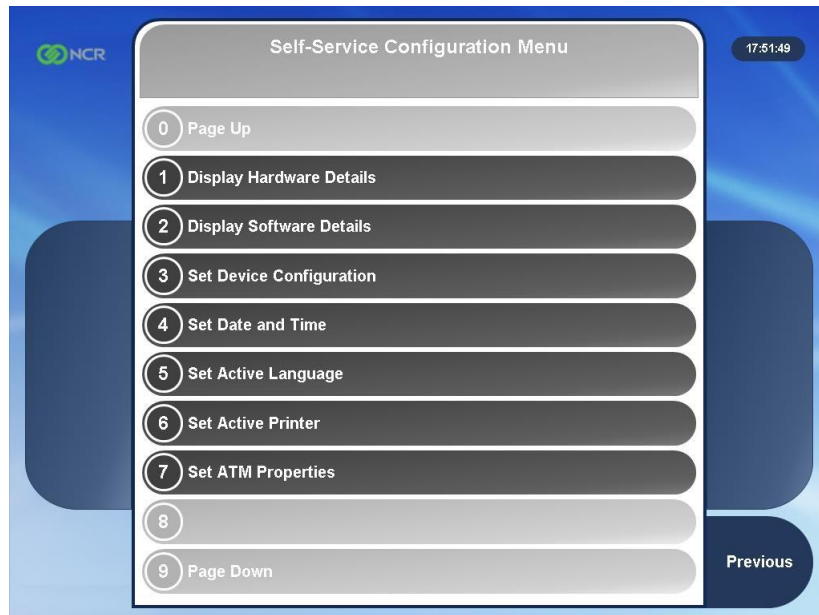 NCR
Self-Service Configuration Menu
17:51:49
0 Page Up
1 Display Hardware Details
2 Display Software Details
3 Set Device Configuration
4 Set Date and Time
5 Set Active Language
6 Set Active Printer
7 Set ATM Properties
8
9 Page Down
Previous